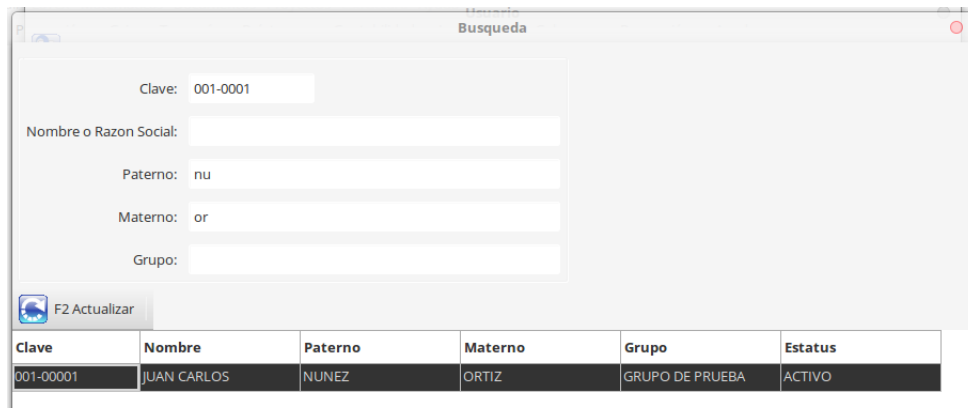 Usuario
Busqueda
Clave: 001-0001
Nombre o Razon Social:
Paterno: nu
Materno: or
Grupo:
F2 Actualizar
Clave Nombre Paterno Materno Grupo Estatus
001-00001 JUAN CARLOS NUNEZ ORTIZ GRUPO DE PRUEBA ACTIVO